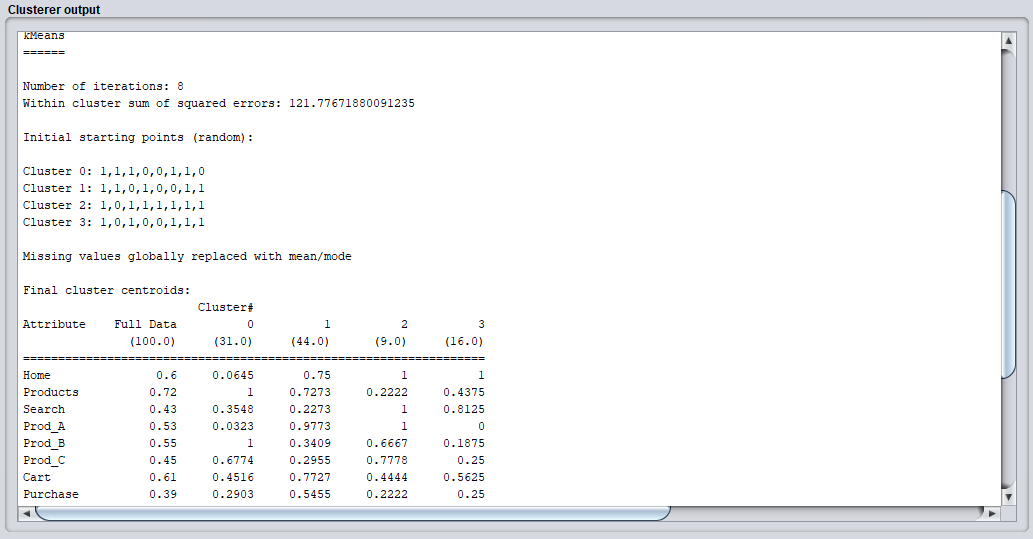 Clusterer output
kMeans
======
Number of iterations: 8
Within cluster sum of squared errors: 121.77671880091235
Initial starting points (random):
Cluster 0: 1,1,1,0,0,1,1,0
Cluster 1: 1,1,0,1,0,0,1,1
Cluster 2: 1,0,1,1,1,1,1,1
Cluster 3: 1,0,1,0,0,1,1,1
Missing values globally replaced with mean/mode
Final cluster centroids:
Cluster#
Attribute Full Data 0 1 2 3
(100.0) (31.0) (44.0) (9.0) (16.0)
==================================================================
Home 0.6 0.0645 0.75 1 1
Products 0.72 1 0.7273 0.2222 0.4375
Search 0.43 0.3548 0.2273 1 0.8125
Prod_A 0.53 0.0323 0.9773 1 0
Prod_B 0.55 1 0.3409 0.6667 0.1875
Prod_C 0.45 0.6774 0.2955 0.7778 0.25
Cart 0.61 0.4516 0.7727 0.4444 0.5625
Purchase 0.39 0.2903 0.5455 0.2222 0.25